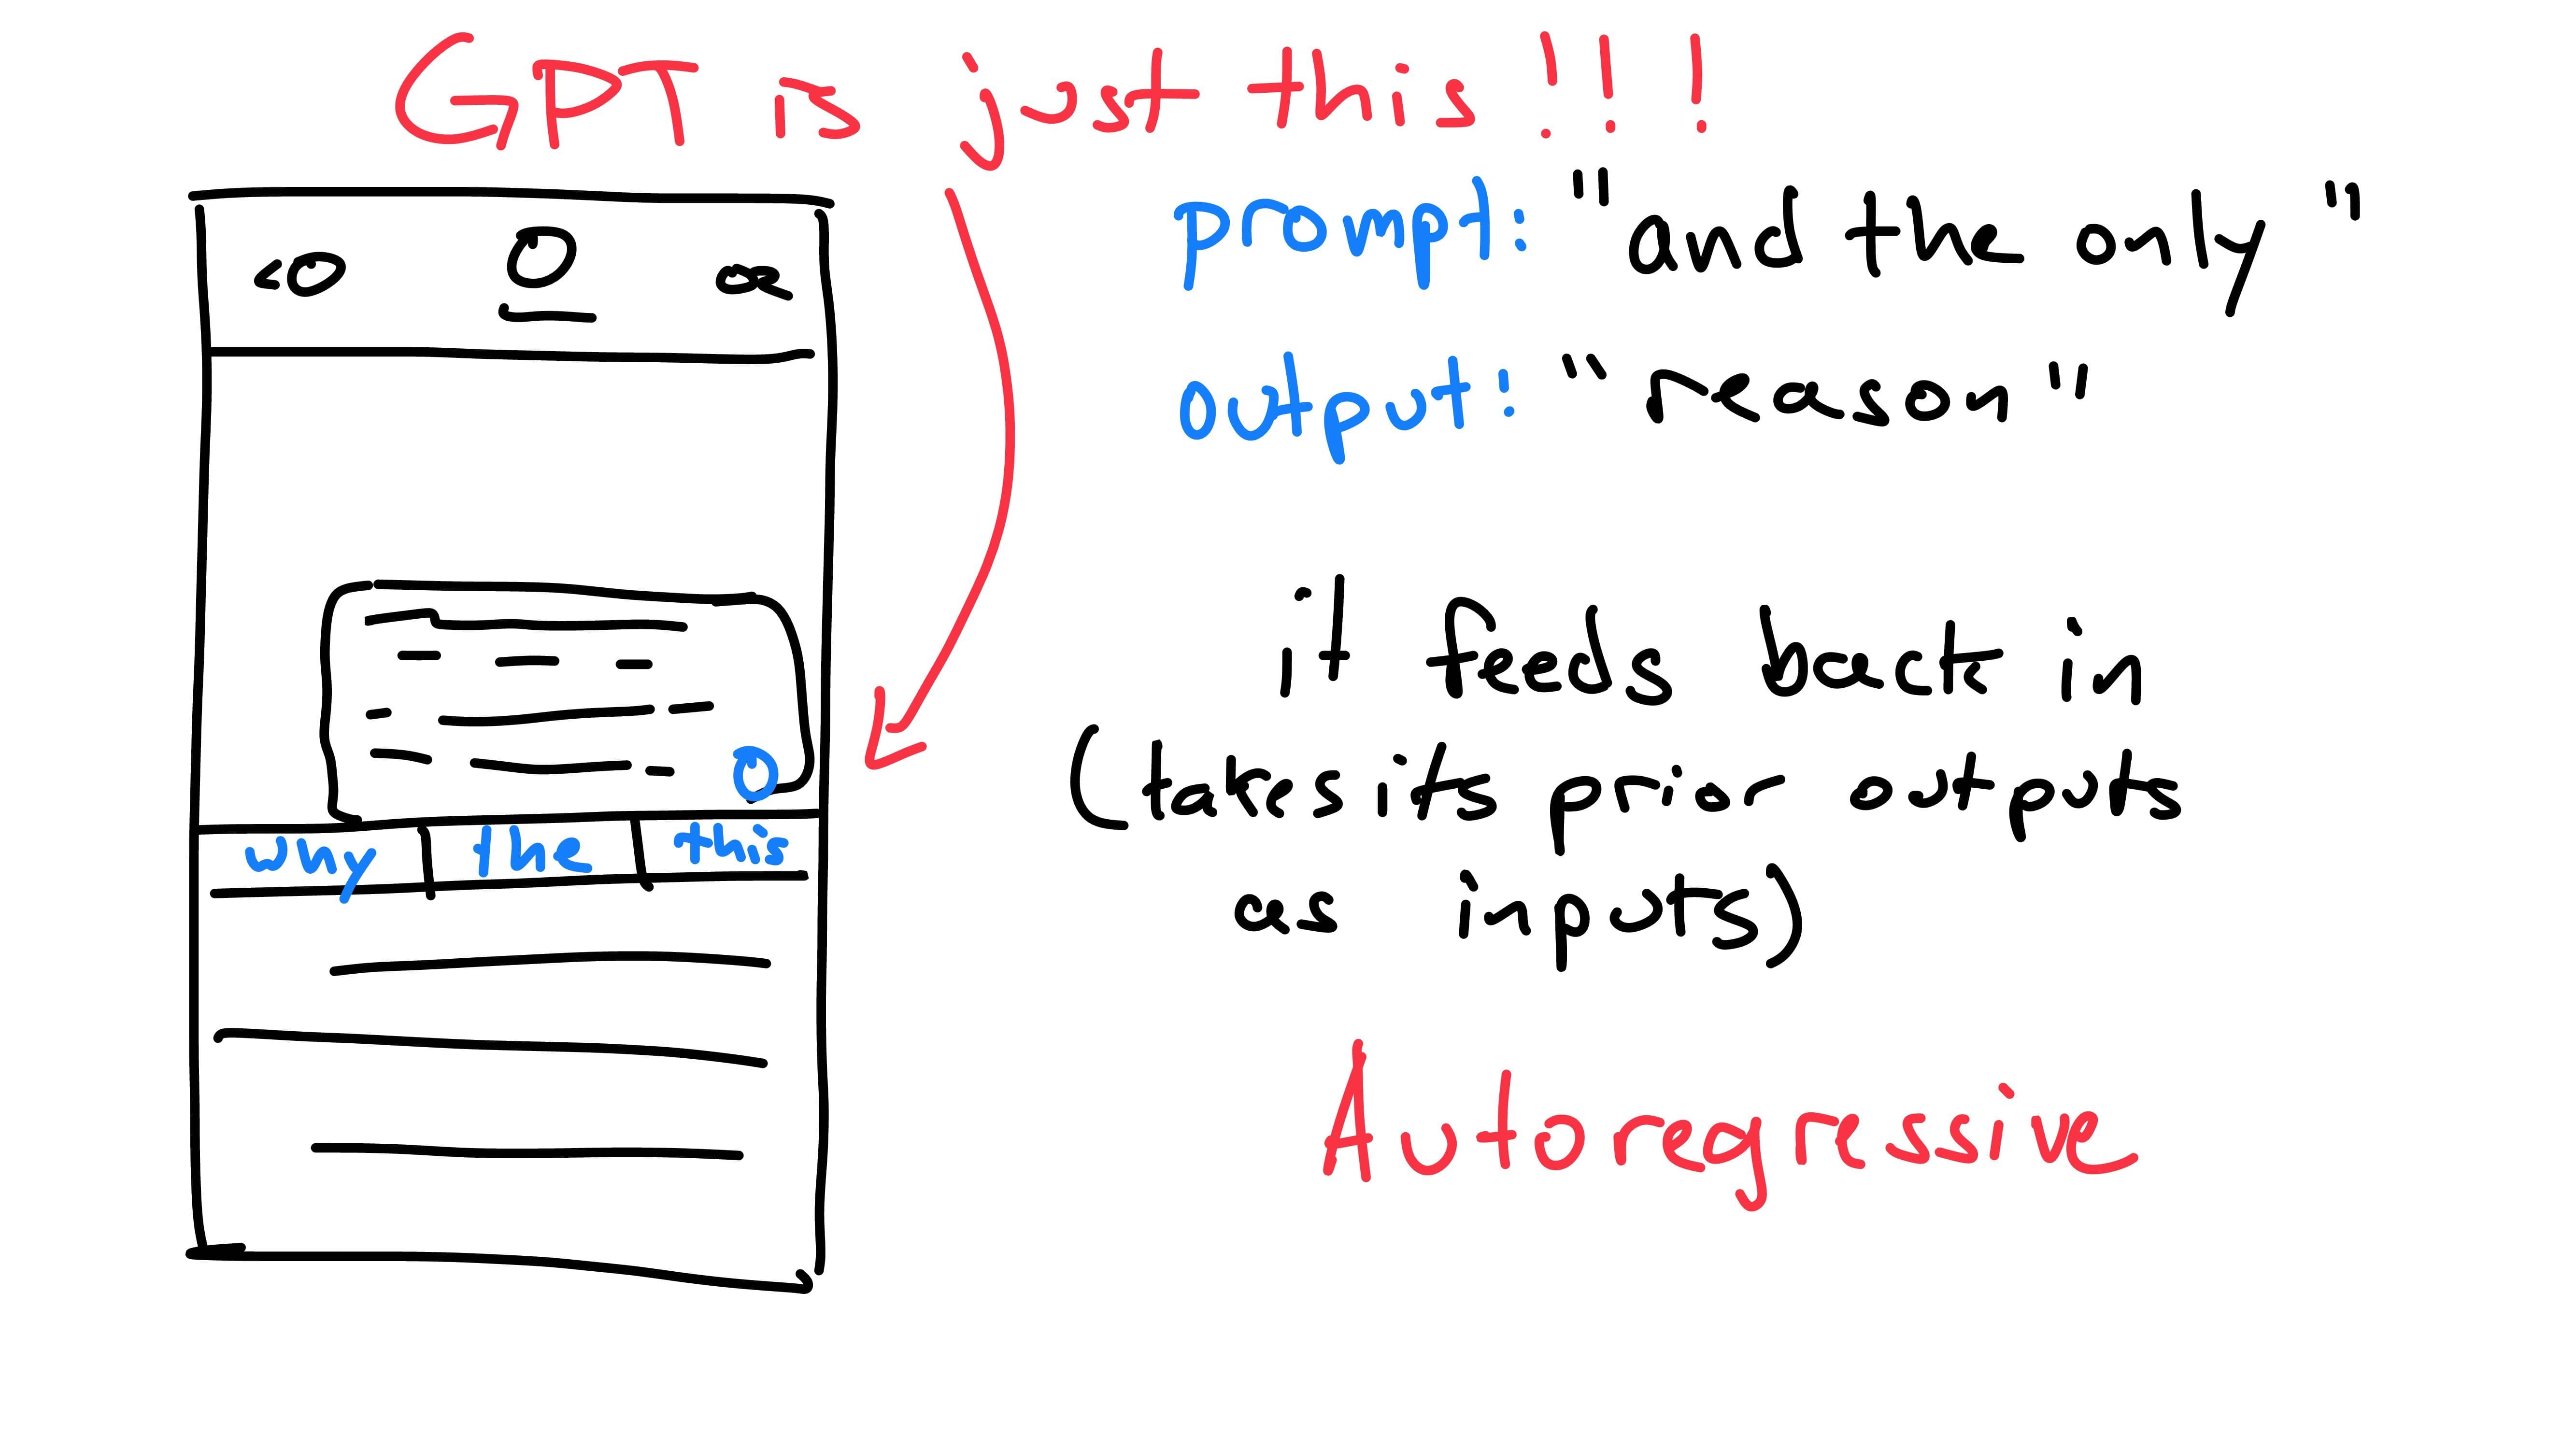 GPT is just this!!!
prompt: "and the only"
output: "reason"
it feeds back in
(takes its prior outputs
as inputs)
Autoregressive
why the this